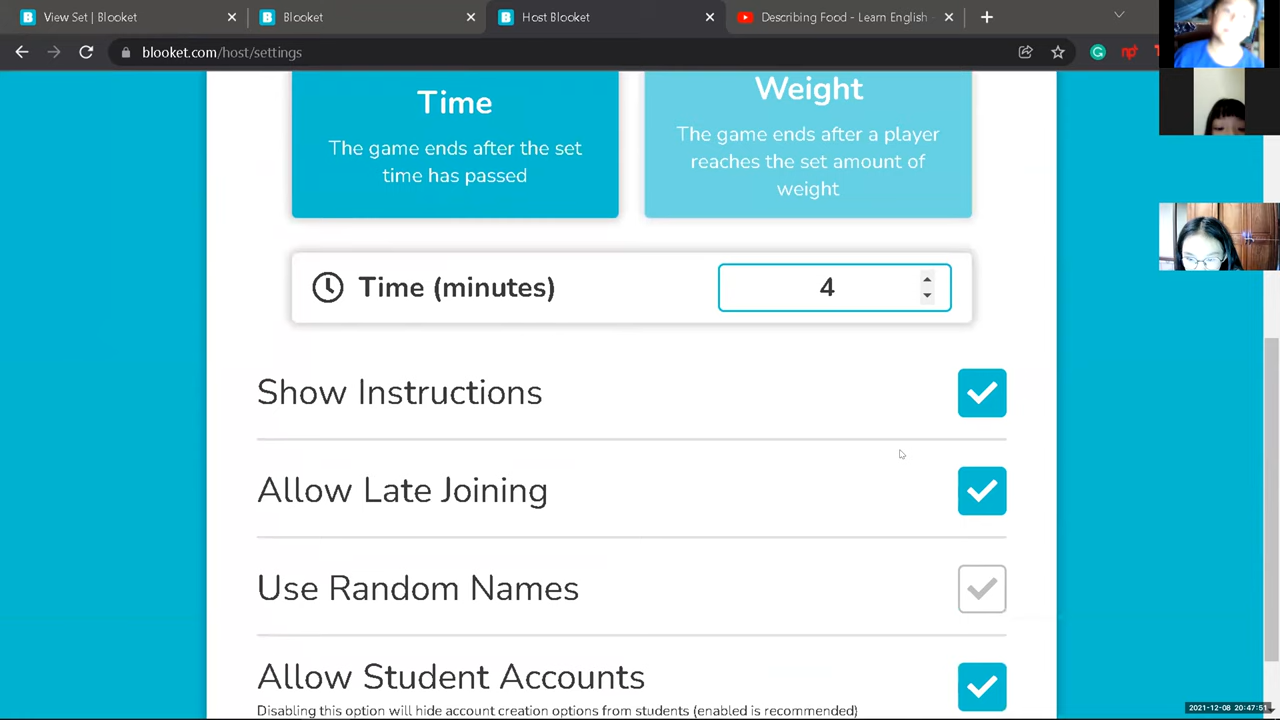 View Set | Blooket
Blooket
Host Blooket
Describing Food - Learn English
blooket.com/host/settings
Time
The game ends after the set
time has passed
Weight
The game ends after a player
reaches the set amount of
weight
Time (minutes)
4
Show Instructions
Allow Late Joining
Use Random Names
Allow Student Accounts
Disabling this option will hide account creation options from students (enabled is recommended)
2021-12-08 20:47:51